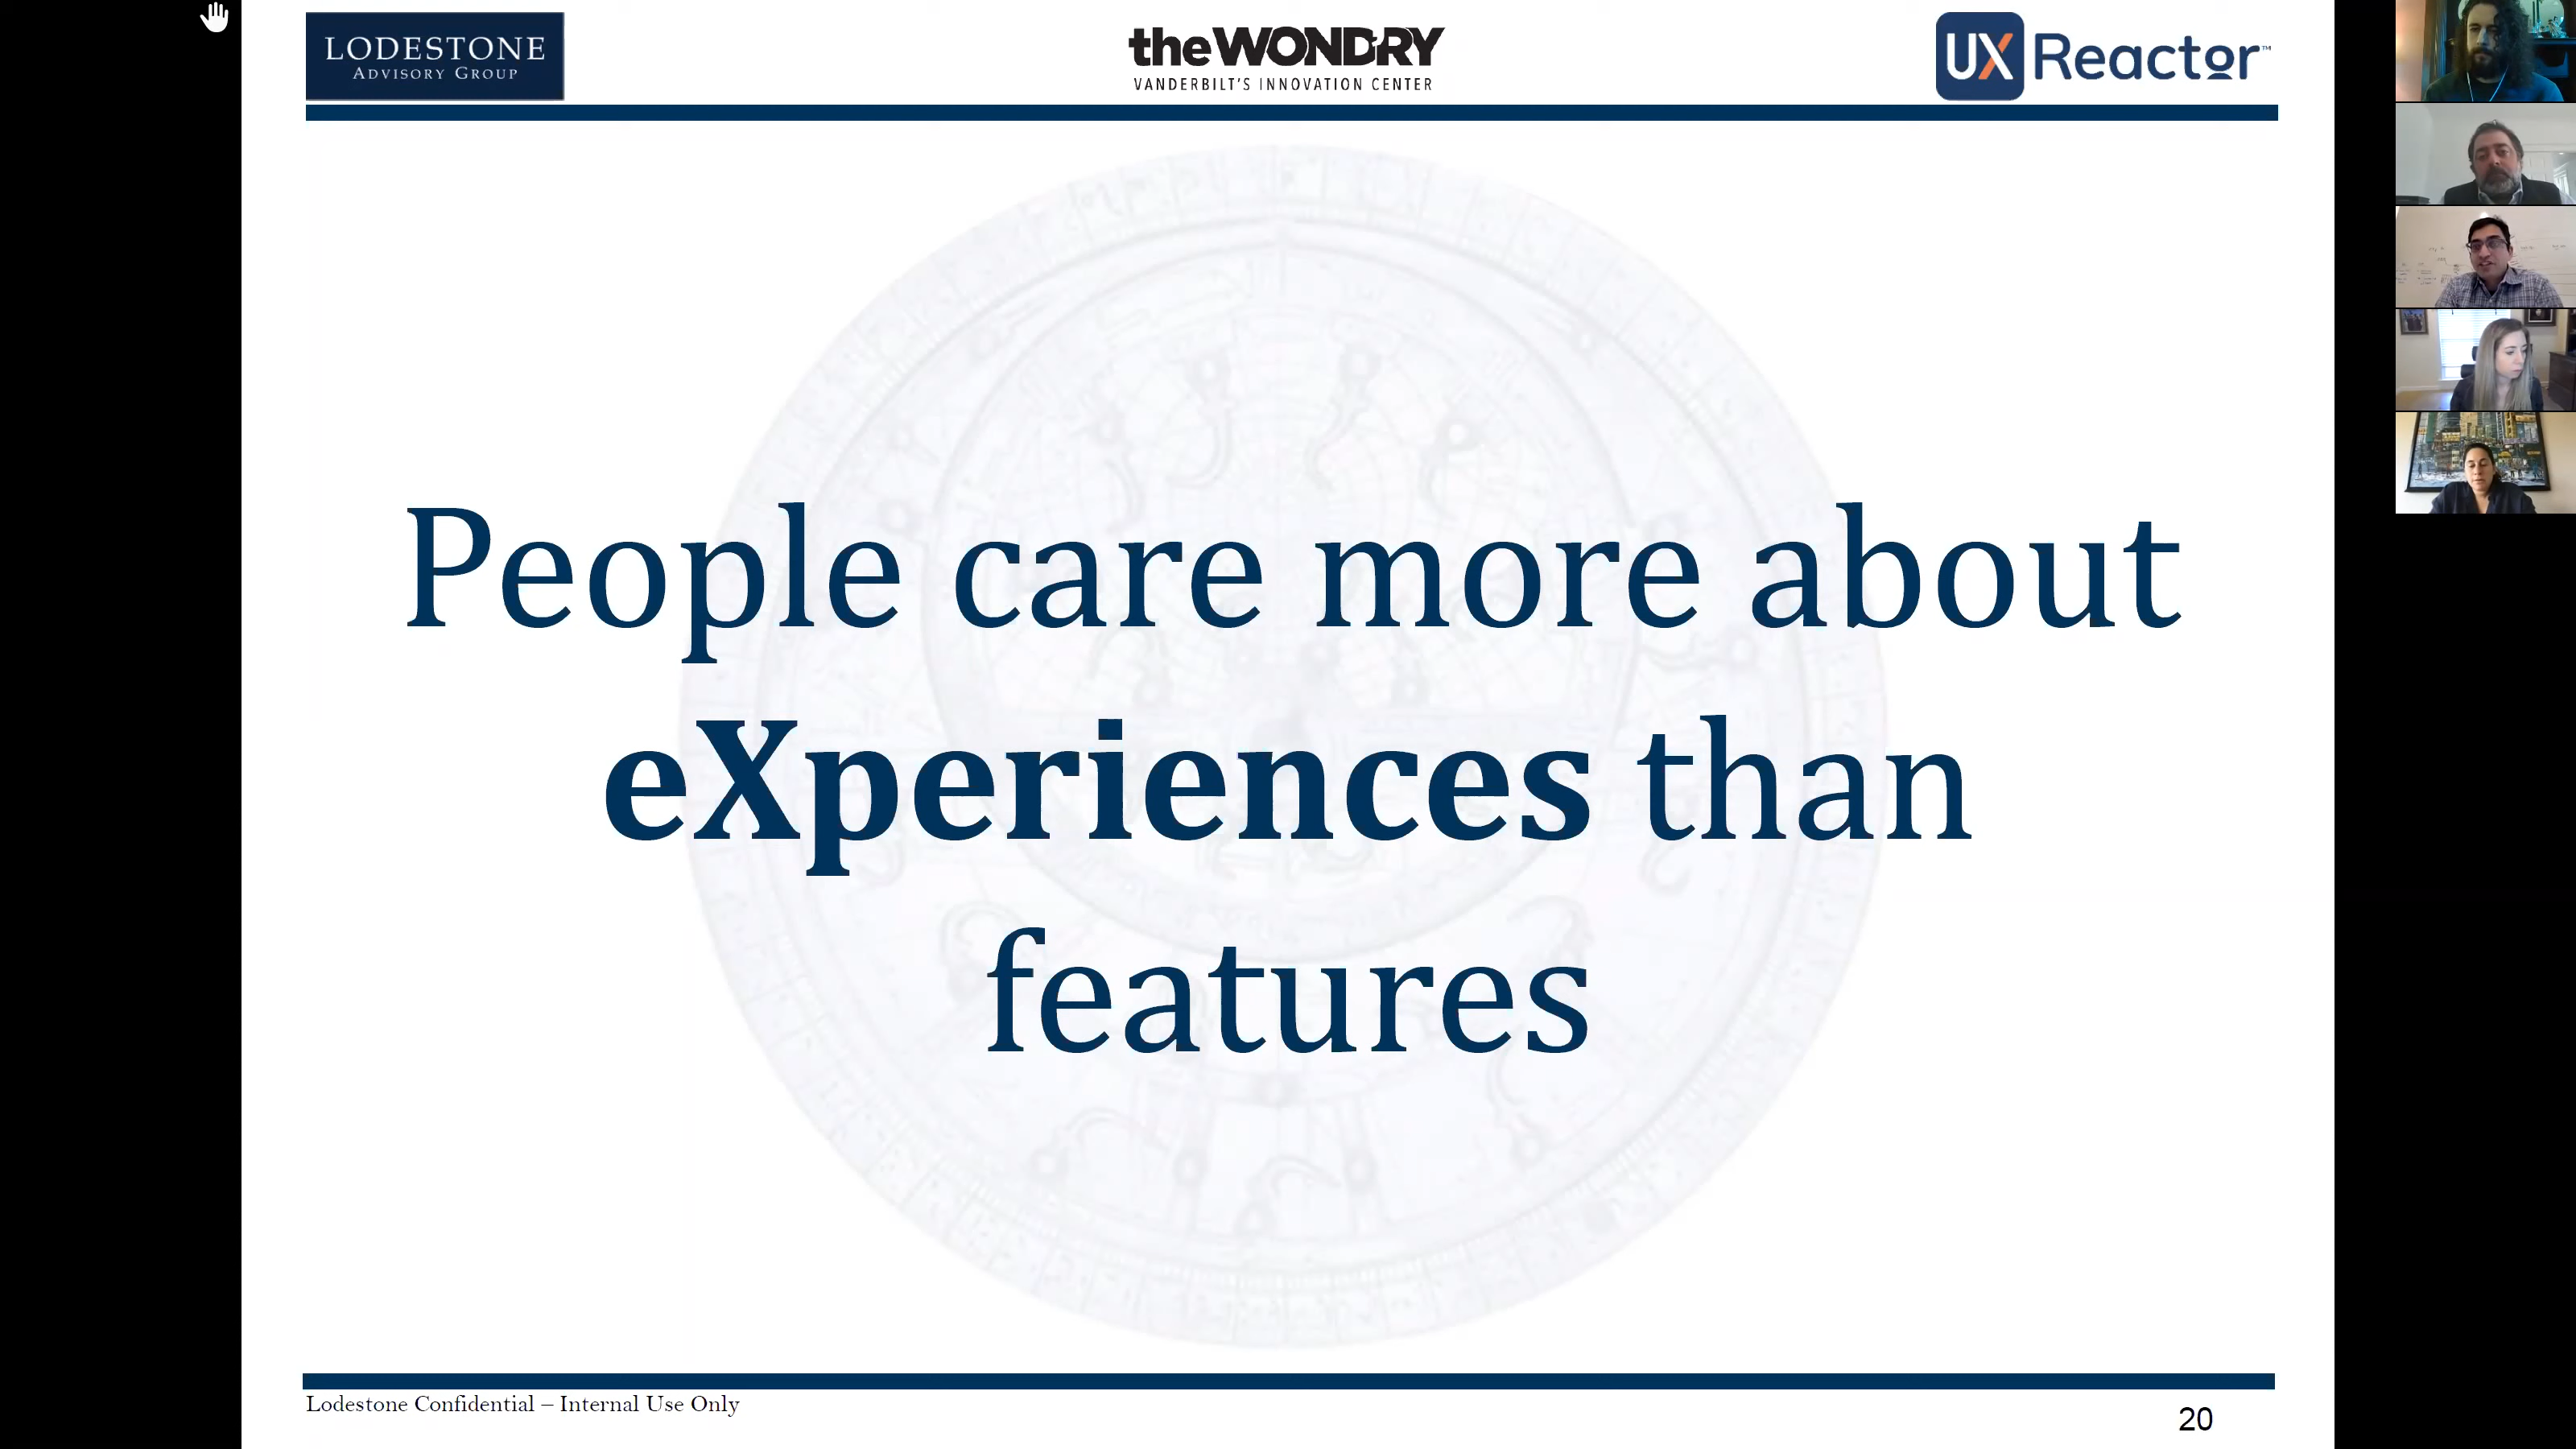 LODESTONE
ADVISORY GROUP
theWONDRY
VANDERBILT'S INNOVATION CENTER
UX Reactor™
People care more about
eXperiences than
features
Lodestone Confidential – Internal Use Only
20